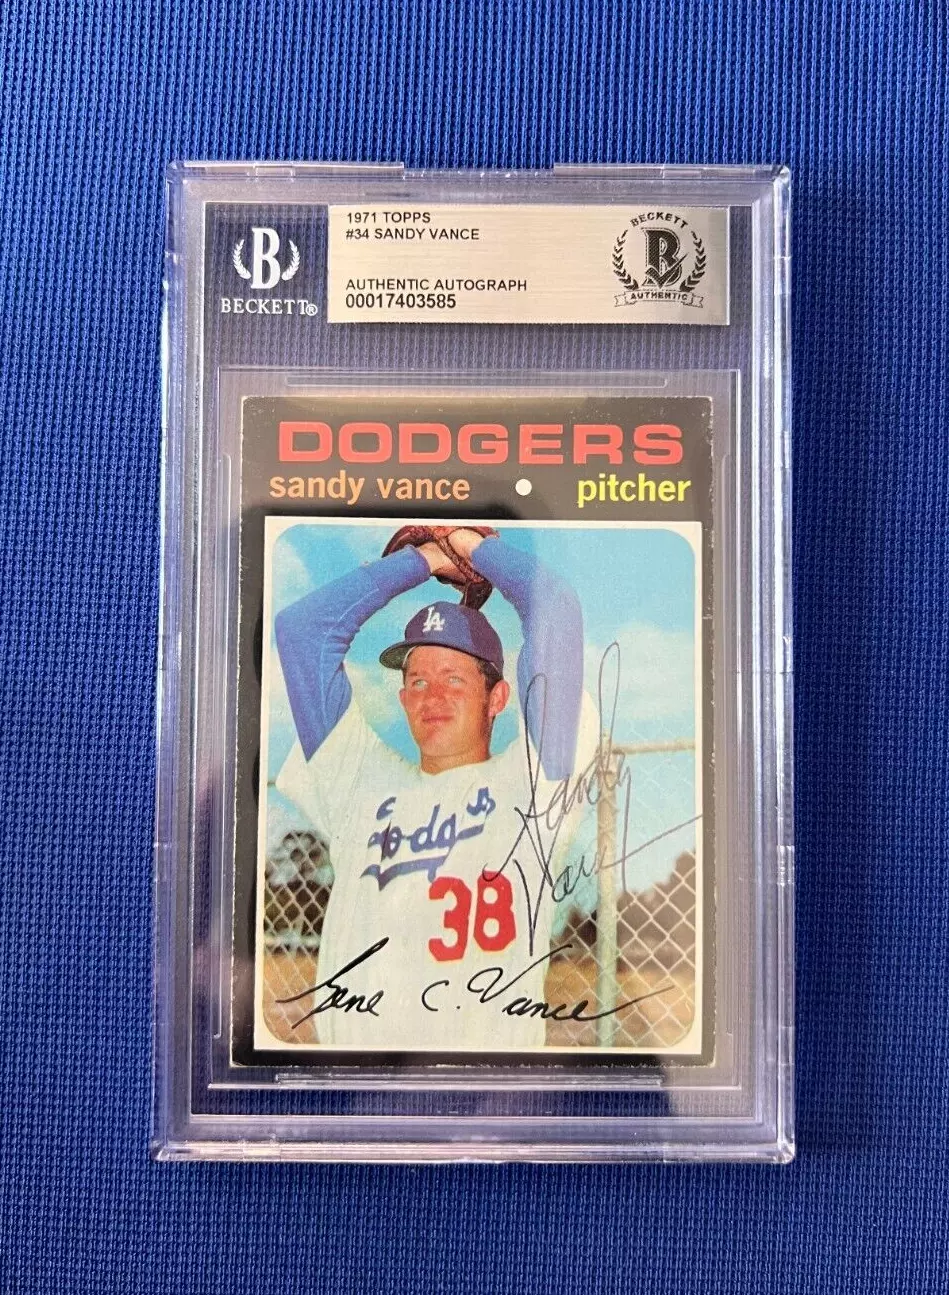 1971 TOPPS
#34 SANDY VANCE
AUTHENTIC AUTOGRAPH
00017403585
B
BECKETT®
BECKETT
B
AUTHENTIC
DODGERS
sandy vance pitcher
LA
Dodgers
38
Sandy
Vance
Gene C. Vance